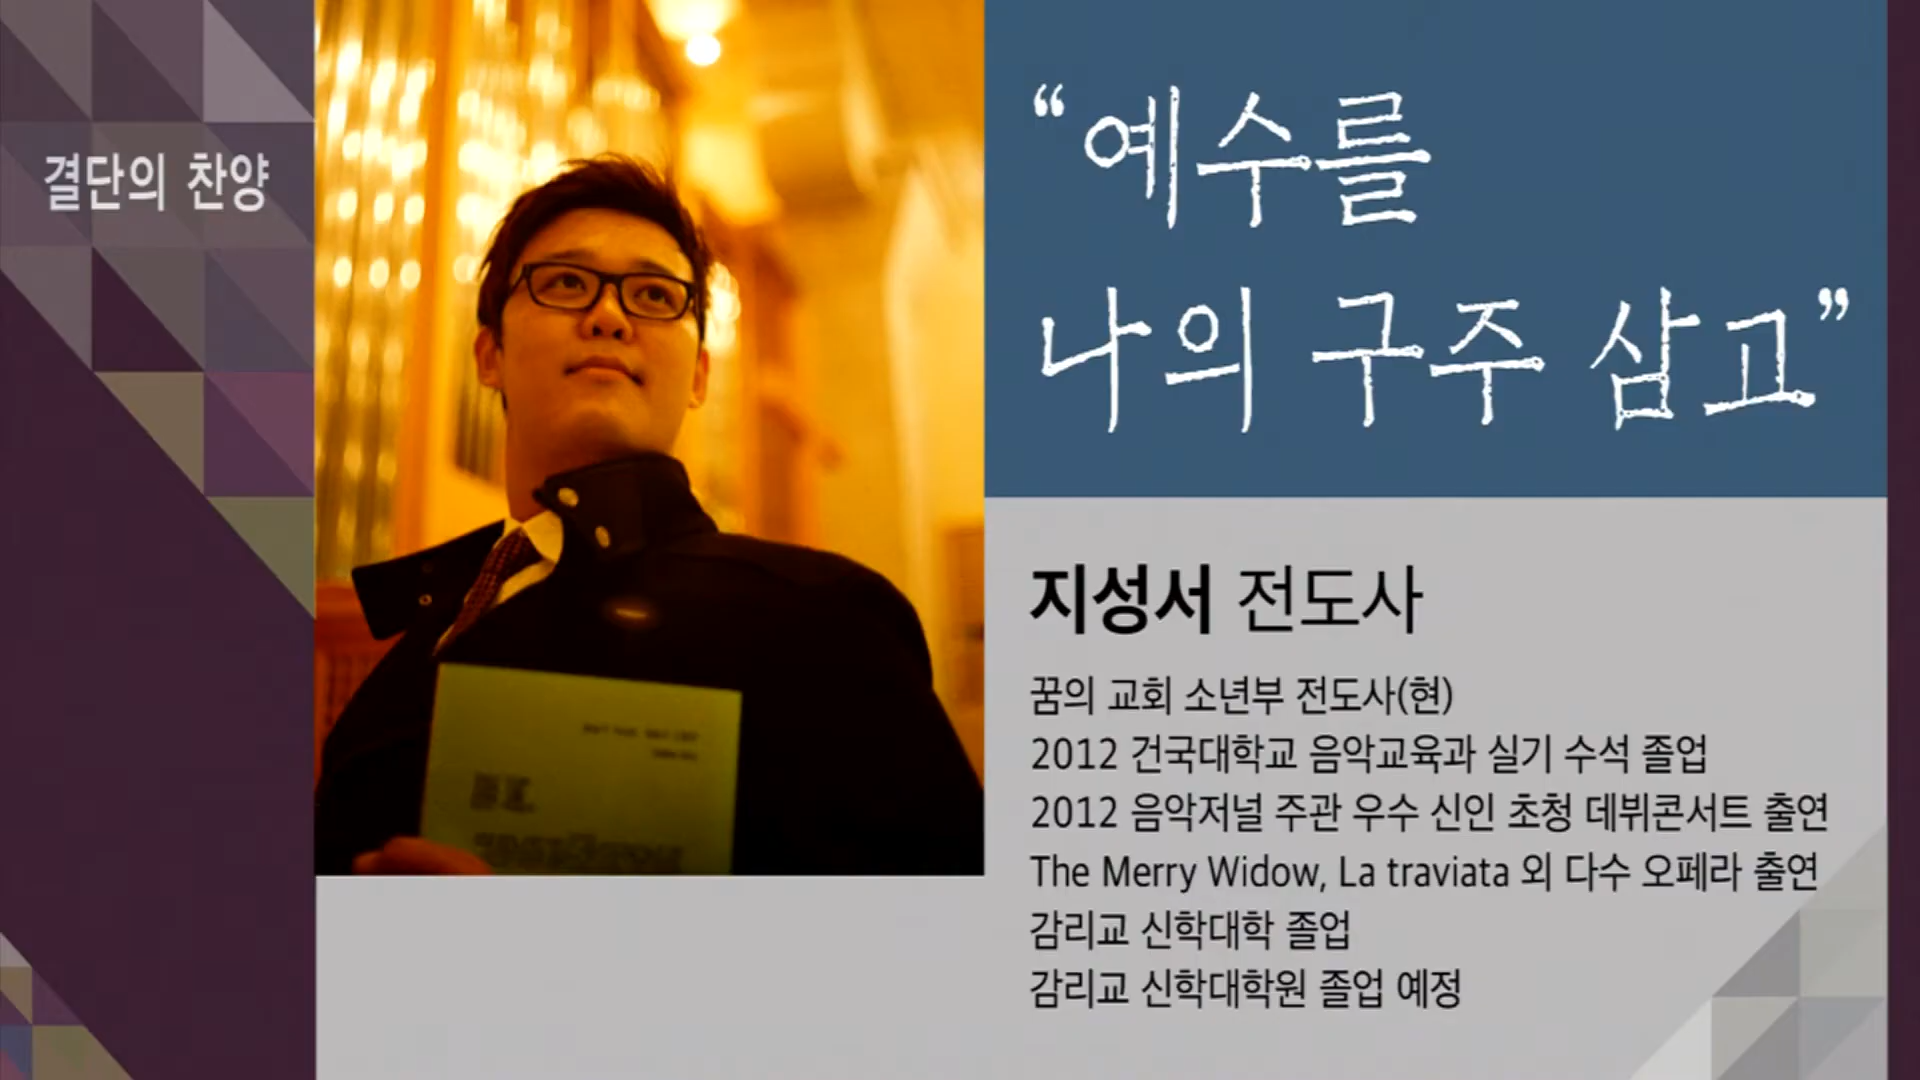 결단의 찬양
“예수를
나의 구주 삼고”
지성서 전도사
꿈의 교회 소년부 전도사(현)
2012 건국대학교 음악교육과 실기 수석 졸업
2012 음악저널 주관 우수 신인 초청 데뷔콘서트 출연
The Merry Widow, La traviata 외 다수 오페라 출연
감리교 신학대학 졸업
감리교 신학대학원 졸업 예정